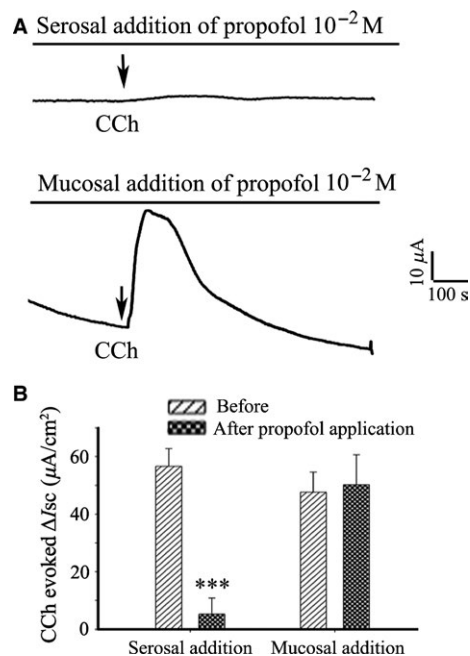 A
Serosal addition of propofol 10⁻² M
CCh
Mucosal addition of propofol 10⁻² M
CCh
10 μA
100 s
B
Before
After propofol application
CCh evoked ΔIsc (μA/cm²)
60
40
20
0
***
Serosal addition
Mucosal addition